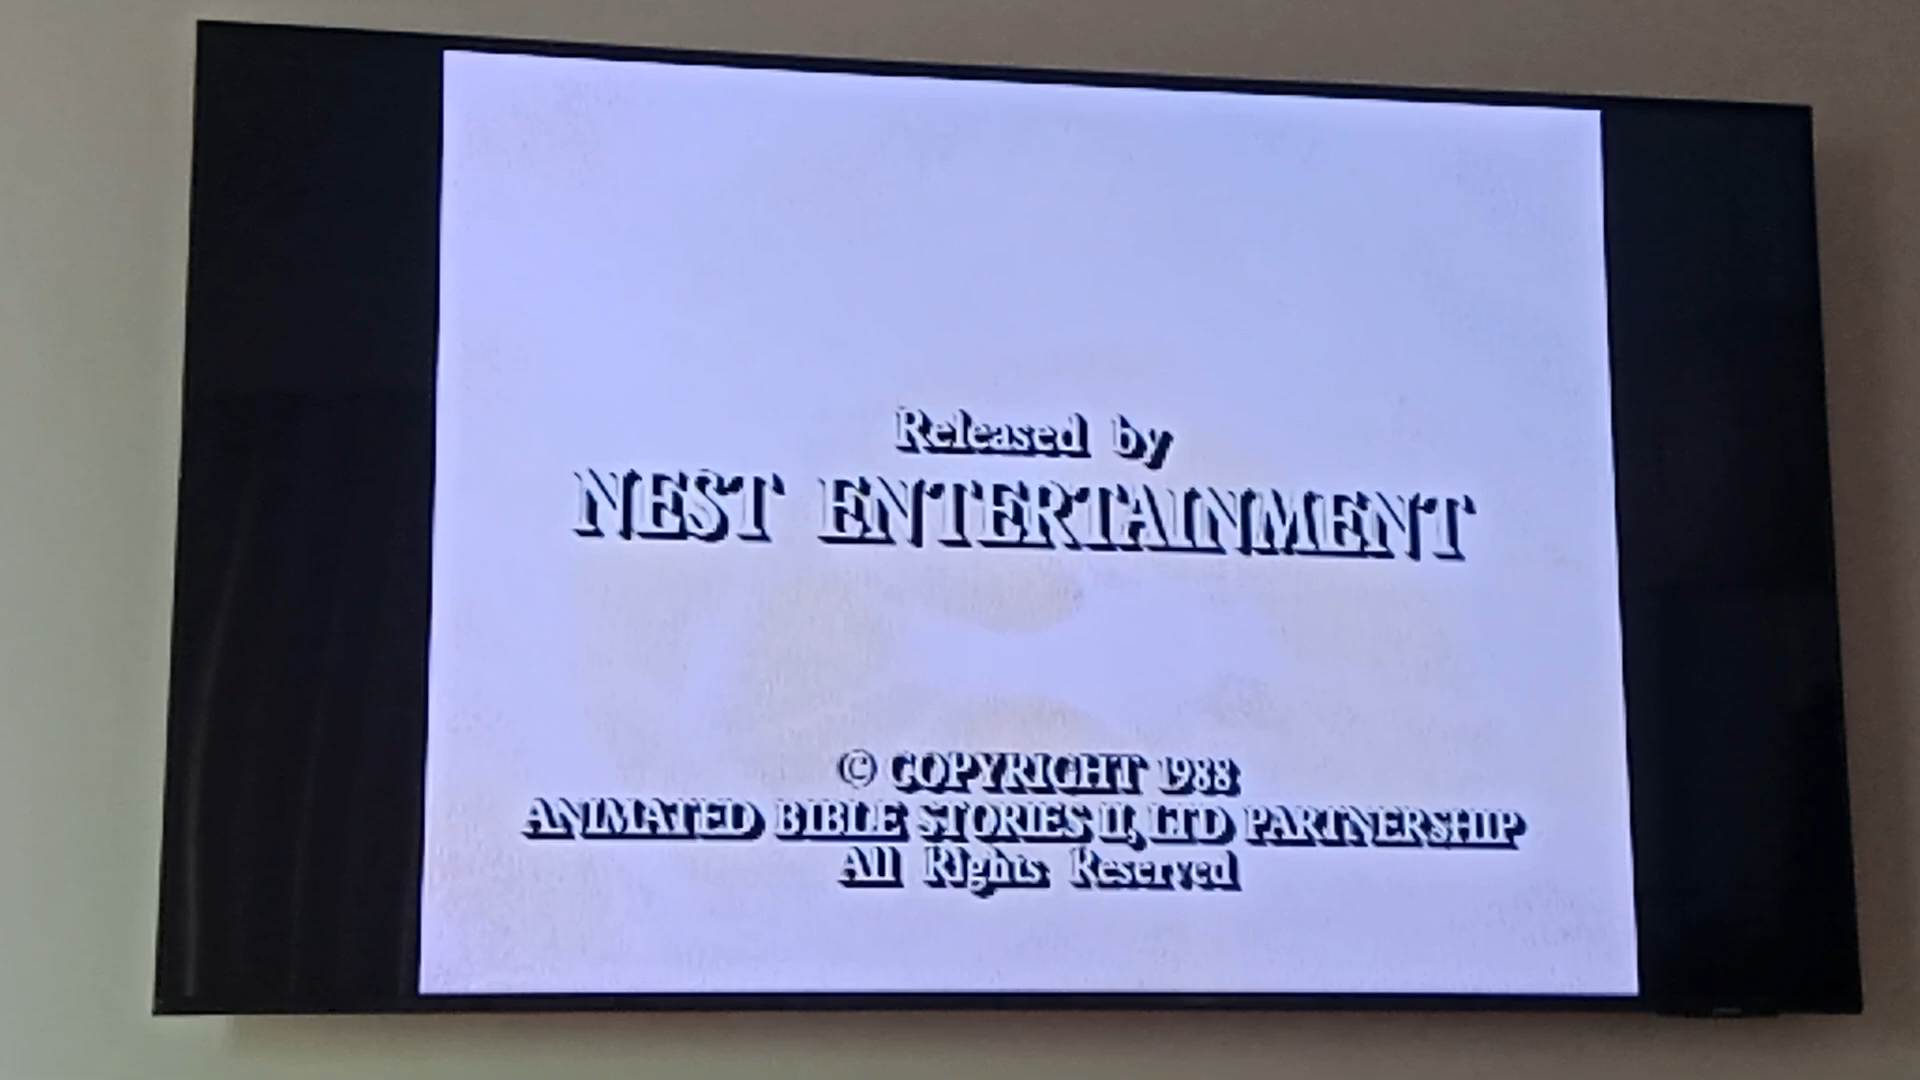 Released by
NEST ENTERTAINMENT
© COPYRIGHT 1988
ANIMATED BIBLE STORIES II, LTD PARTNERSHIP
All Rights Reserved